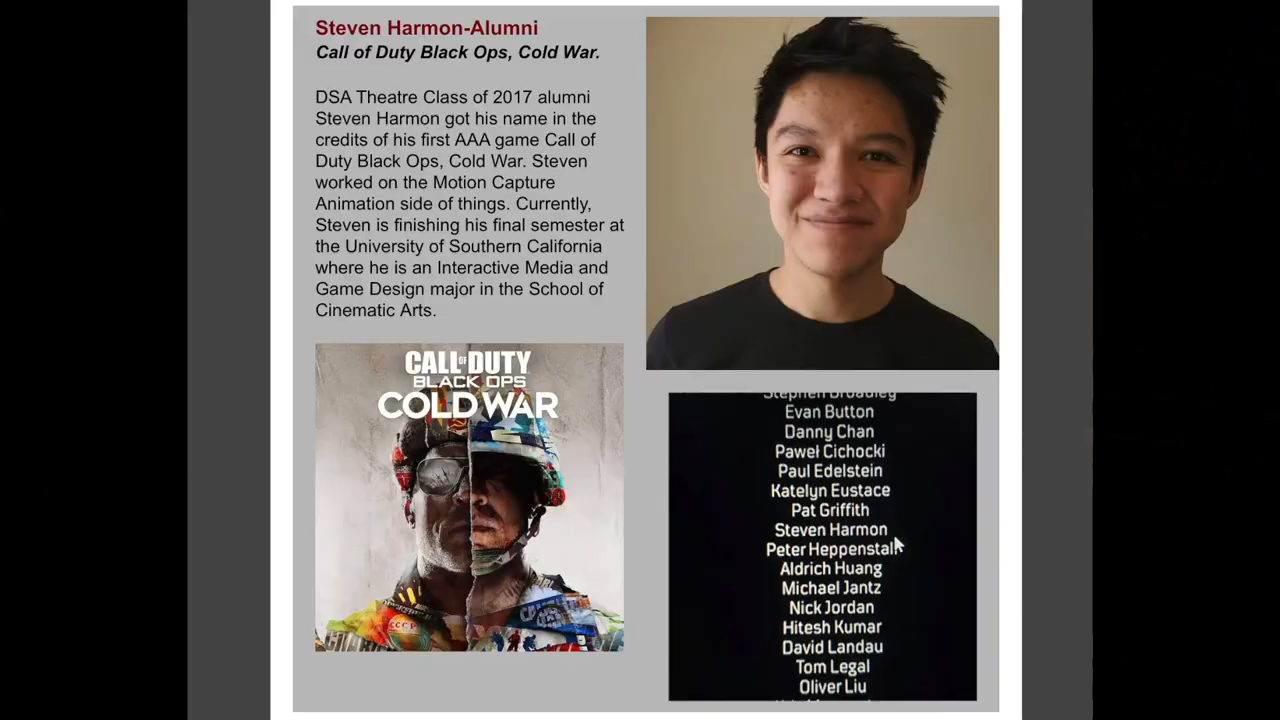 Steven Harmon-Alumni
Call of Duty Black Ops, Cold War.
DSA Theatre Class of 2017 alumni
Steven Harmon got his name in the
credits of his first AAA game Call of
Duty Black Ops, Cold War. Steven
worked on the Motion Capture
Animation side of things. Currently,
Steven is finishing his final semester at
the University of Southern California
where he is an Interactive Media and
Game Design major in the School of
Cinematic Arts.
CALL OF DUTY
BLACK OPS
COLD WAR
CCCP
Stephen Broadley
Evan Button
Danny Chan
Paweł Cichocki
Paul Edelstein
Katelyn Eustace
Pat Griffith
Steven Harmon
Peter Heppenstall
Aldrich Huang
Michael Jantz
Nick Jordan
Hitesh Kumar
David Landau
Tom Legal
Oliver Liu